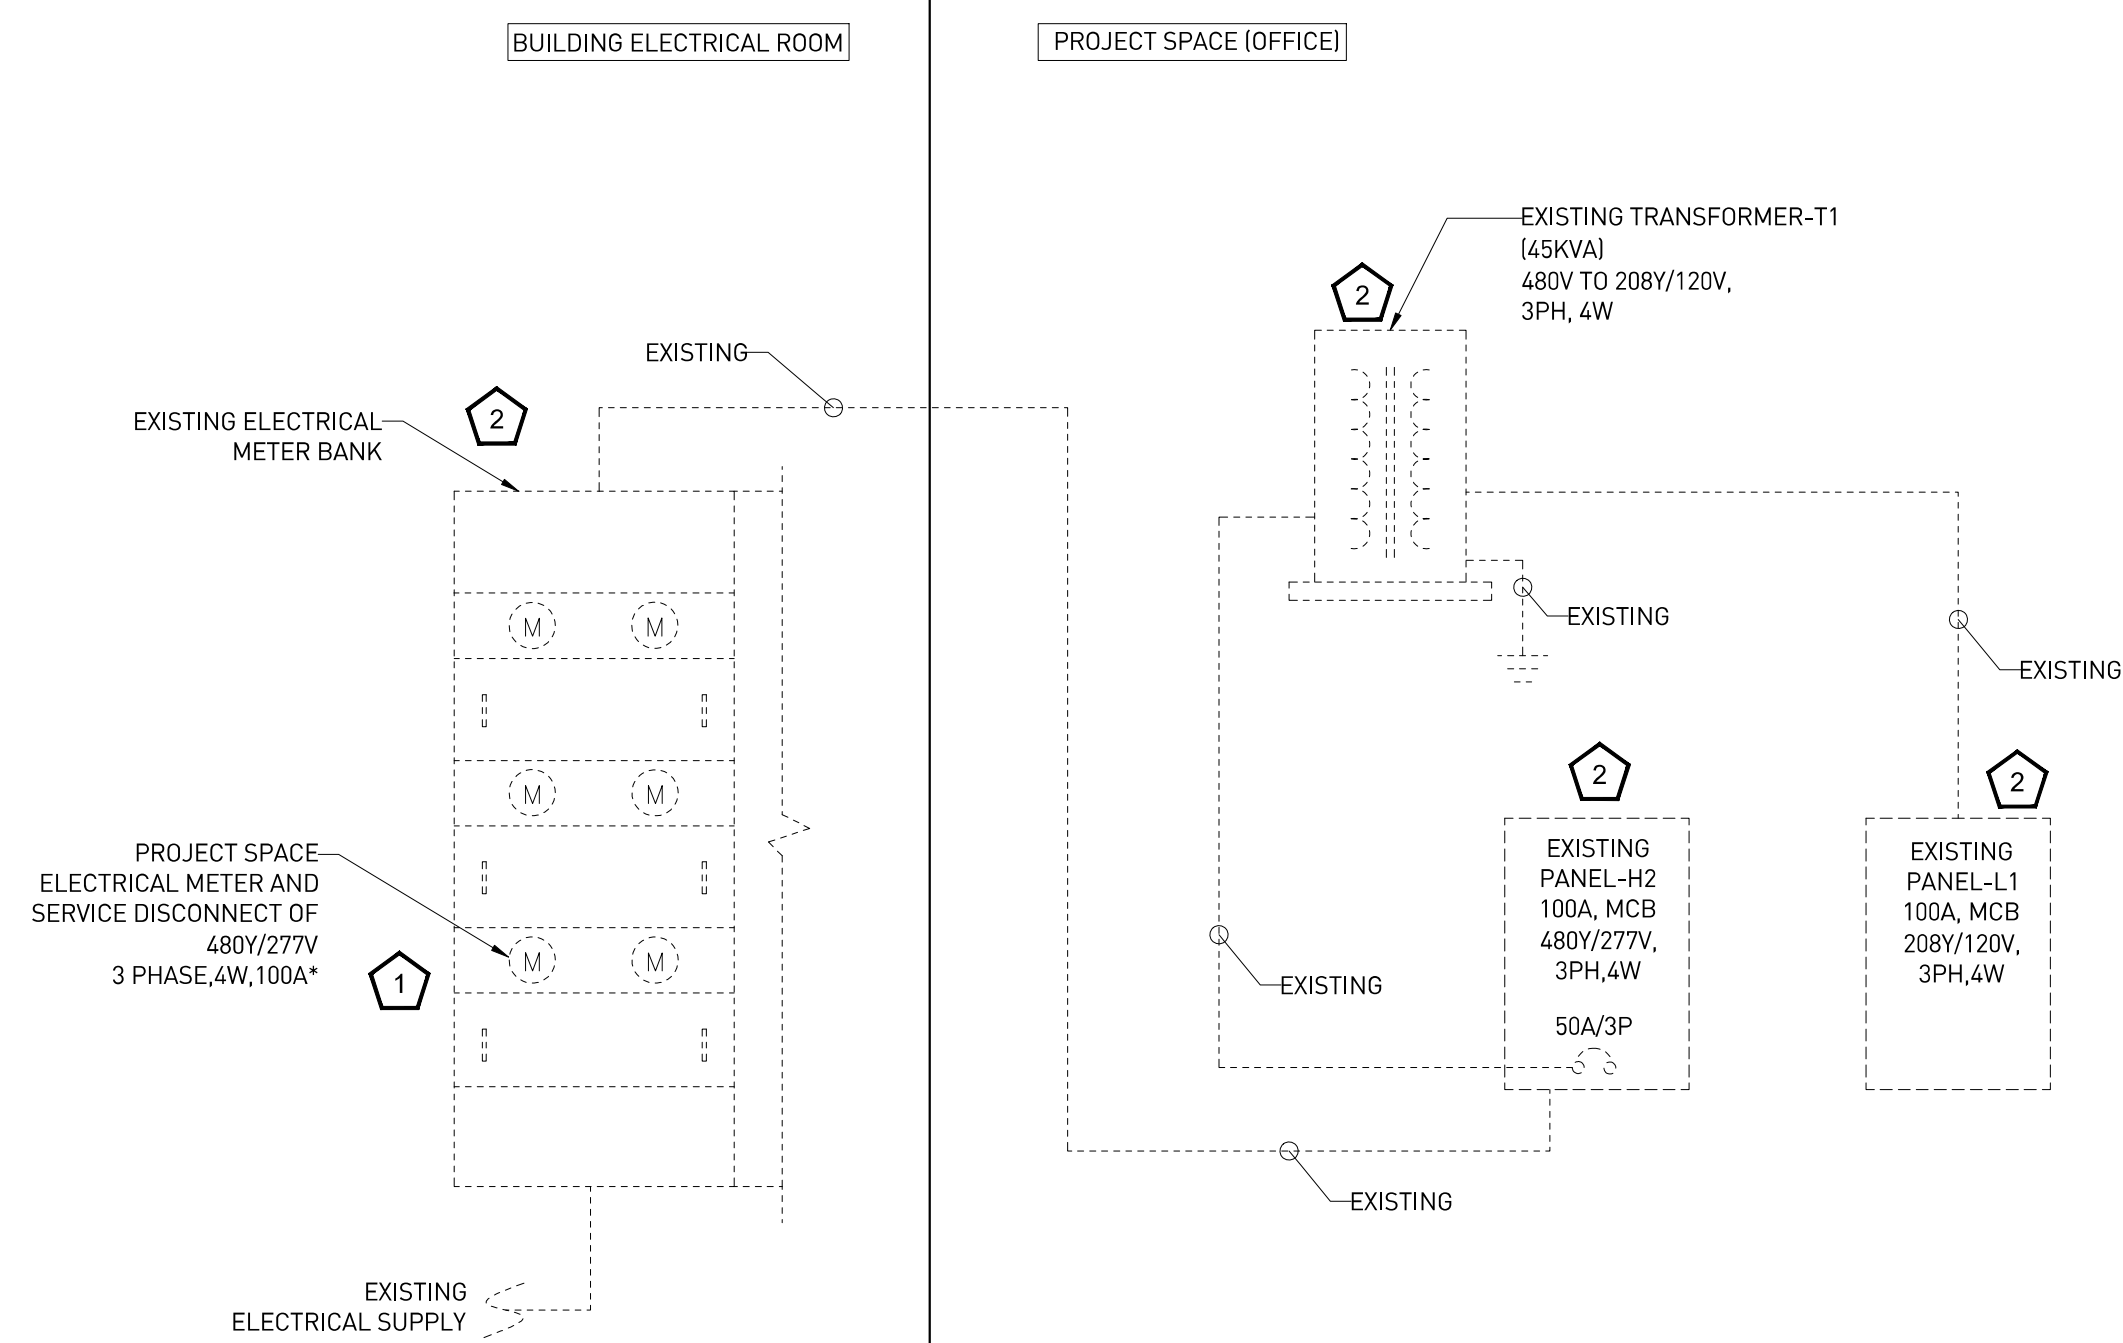 BUILDING ELECTRICAL ROOM
PROJECT SPACE (OFFICE)
EXISTING TRANSFORMER-T1
(45KVA)
480V TO 208Y/120V,
3PH, 4W
2
EXISTING
2
EXISTING ELECTRICAL
METER BANK
M M
EXISTING
EXISTING
2
2
M M
PROJECT SPACE
ELECTRICAL METER AND
SERVICE DISCONNECT OF
480Y/277V
3 PHASE,4W,100A*
1
M M
EXISTING
PANEL-H2
100A, MCB
480Y/277V,
3PH,4W
50A/3P
EXISTING
PANEL-L1
100A, MCB
208Y/120V,
3PH,4W
EXISTING
EXISTING
EXISTING
ELECTRICAL SUPPLY